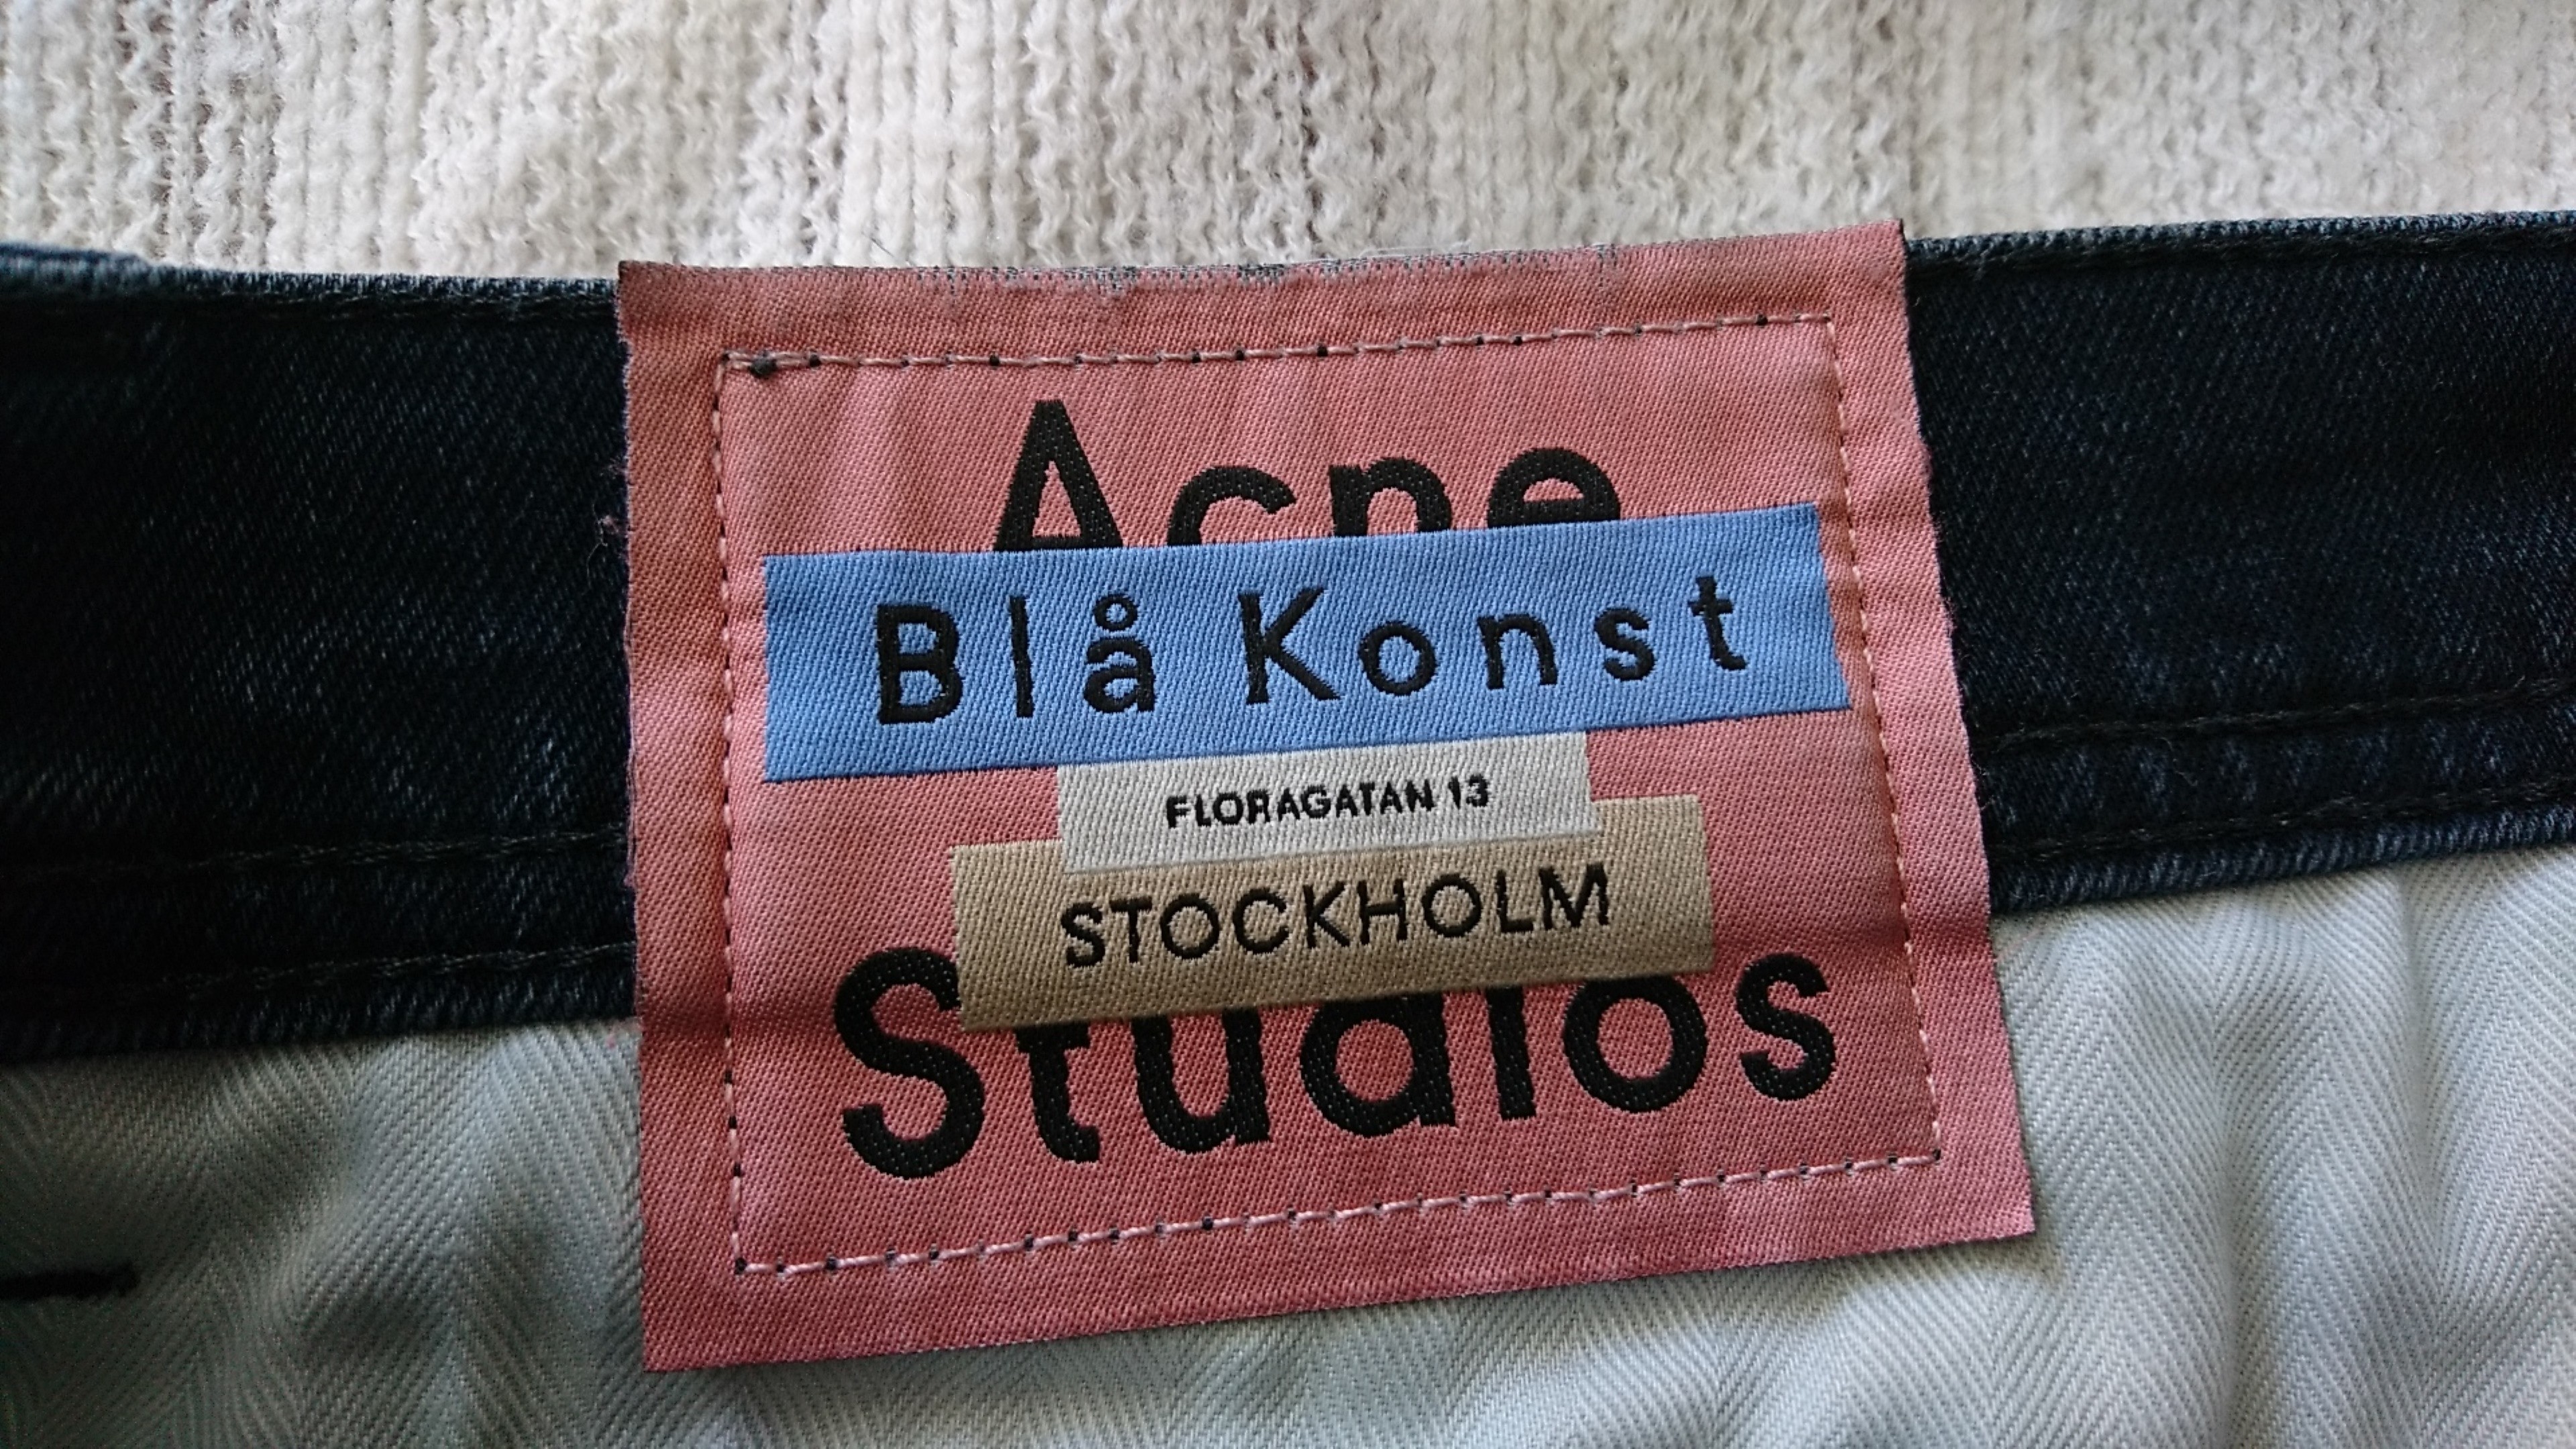 Acne
Blå Konst
FLORAGATAN 13
STOCKHOLM
Studios